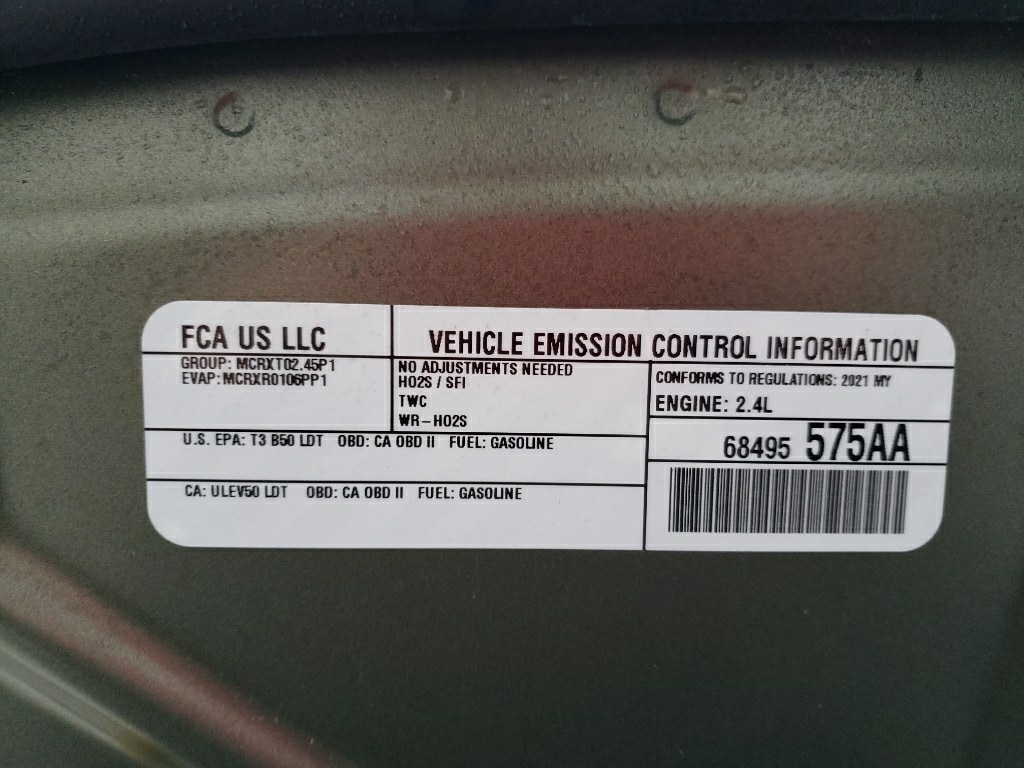 FCA US LLC
VEHICLE EMISSION CONTROL INFORMATION
GROUP: MCRXT02.45P1
EVAP: MCRXR0106PP1
NO ADJUSTMENTS NEEDED
HO2S / SFI
TWC
WR-HO2S
CONFORMS TO REGULATIONS: 2021 MY
ENGINE: 2.4L
68495 575AA
U.S. EPA: T3 B50 LDT OBD: CA OBD II FUEL: GASOLINE
CA: ULEV50 LDT OBD: CA OBD II FUEL: GASOLINE